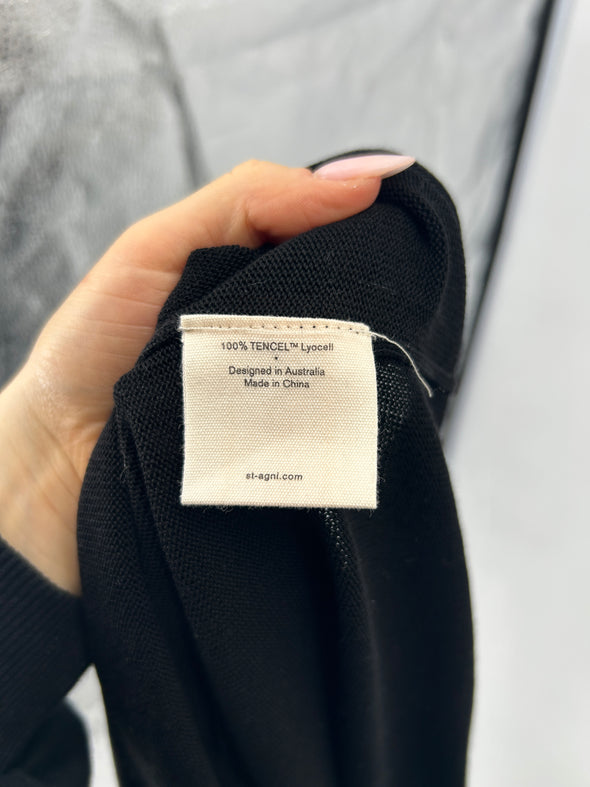 100% TENCEL™ Lyocell
•
Designed in Australia
Made in China
st-agni.com